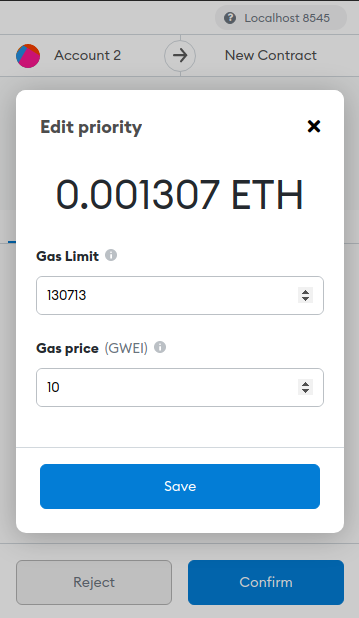 Localhost 8545
Account 2
New Contract
Edit priority
0.001307 ETH
Gas Limit
130713
Gas price (GWEI)
10
Save
Reject
Confirm